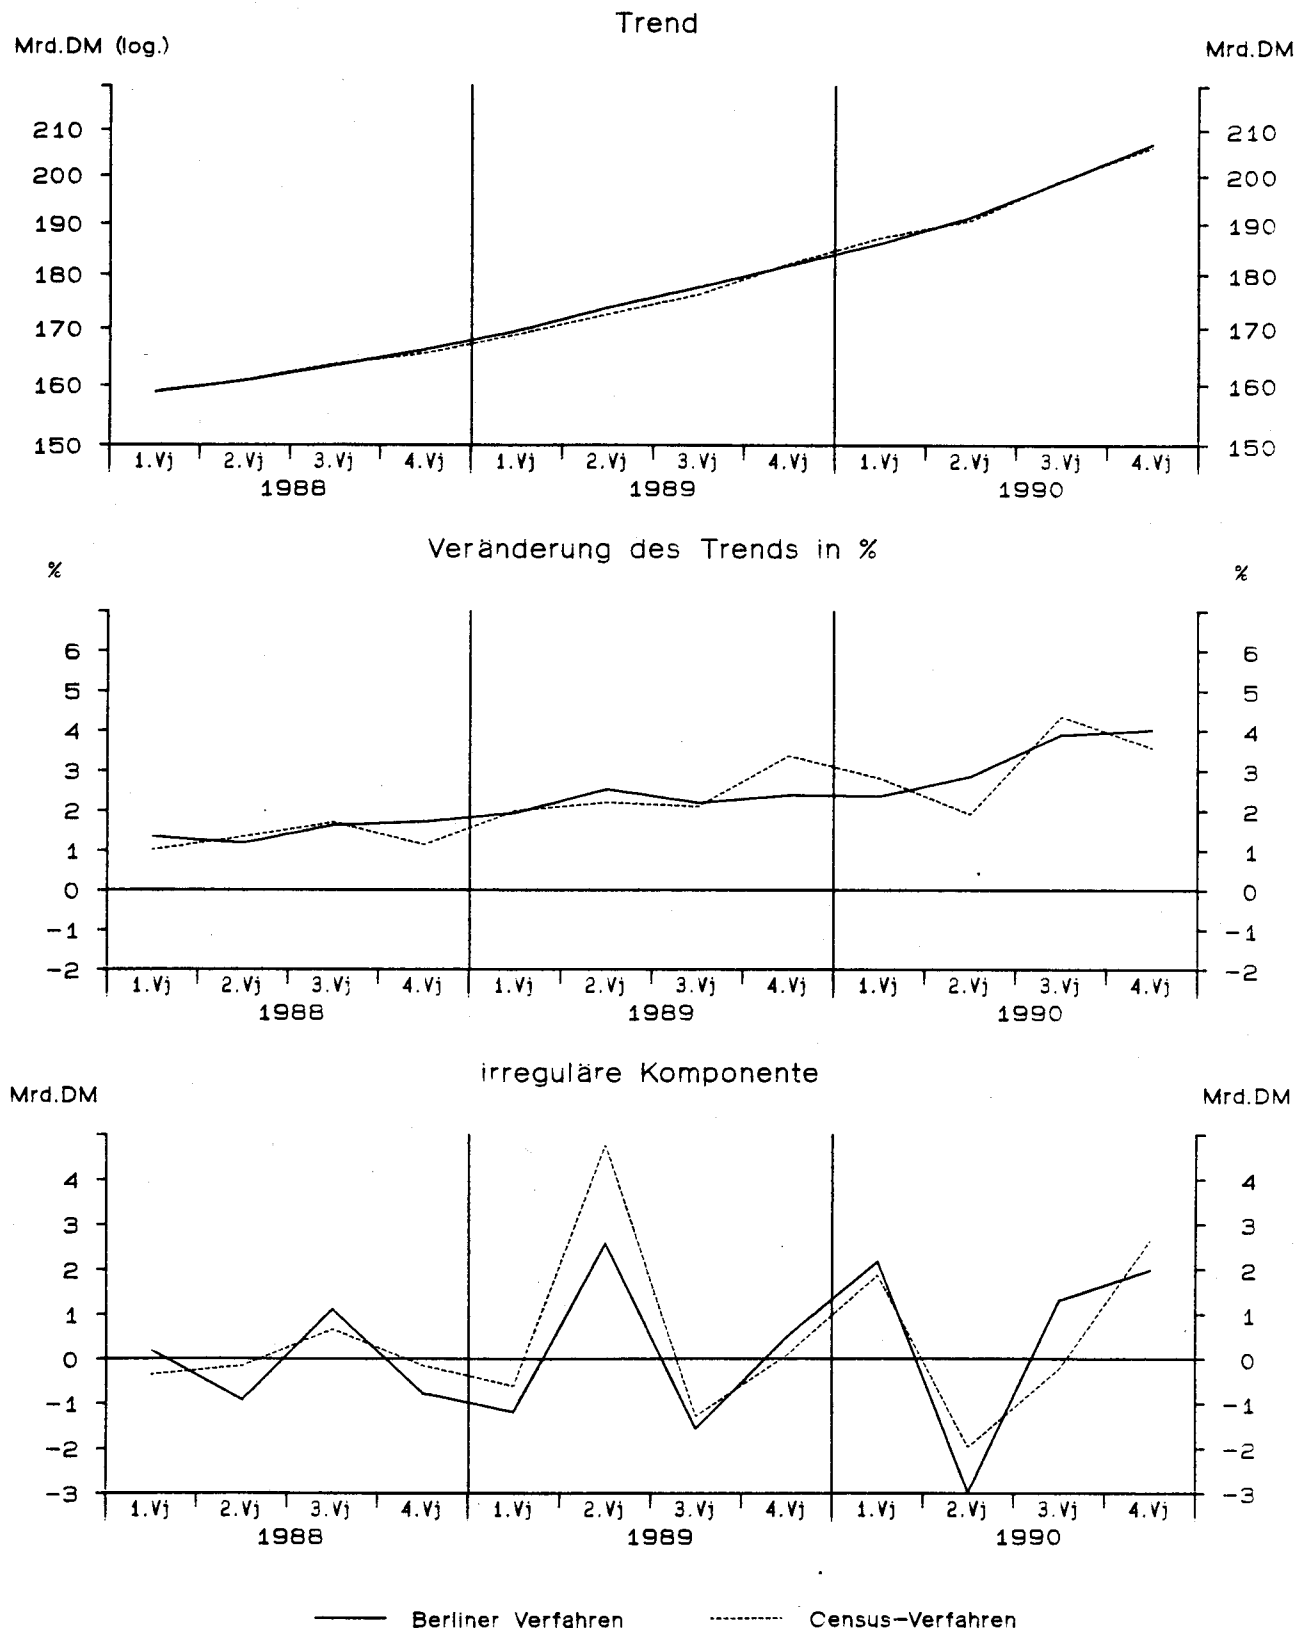 Trend
Mrd.DM (log.) Mrd.DM
210 210
200 200
190 190
180 180
170 170
160 160
150 150
1.Vj 2.Vj 3.Vj 4.Vj 1.Vj 2.Vj 3.Vj 4.Vj 1.Vj 2.Vj 3.Vj 4.Vj
1988 1989 1990
Veränderung des Trends in %
% %
6 6
5 5
4 4
3 3
2 2
1 1
0 0
-1 -1
-2 -2
1.Vj 2.Vj 3.Vj 4.Vj 1.Vj 2.Vj 3.Vj 4.Vj 1.Vj 2.Vj 3.Vj 4.Vj
1988 1989 1990
irreguläre Komponente
Mrd.DM Mrd.DM
4 4
3 3
2 2
1 1
0 0
-1 -1
-2 -2
-3 -3
1.Vj 2.Vj 3.Vj 4.Vj 1.Vj 2.Vj 3.Vj 4.Vj 1.Vj 2.Vj 3.Vj 4.Vj
1988 1989 1990
Berliner Verfahren Census-Verfahren